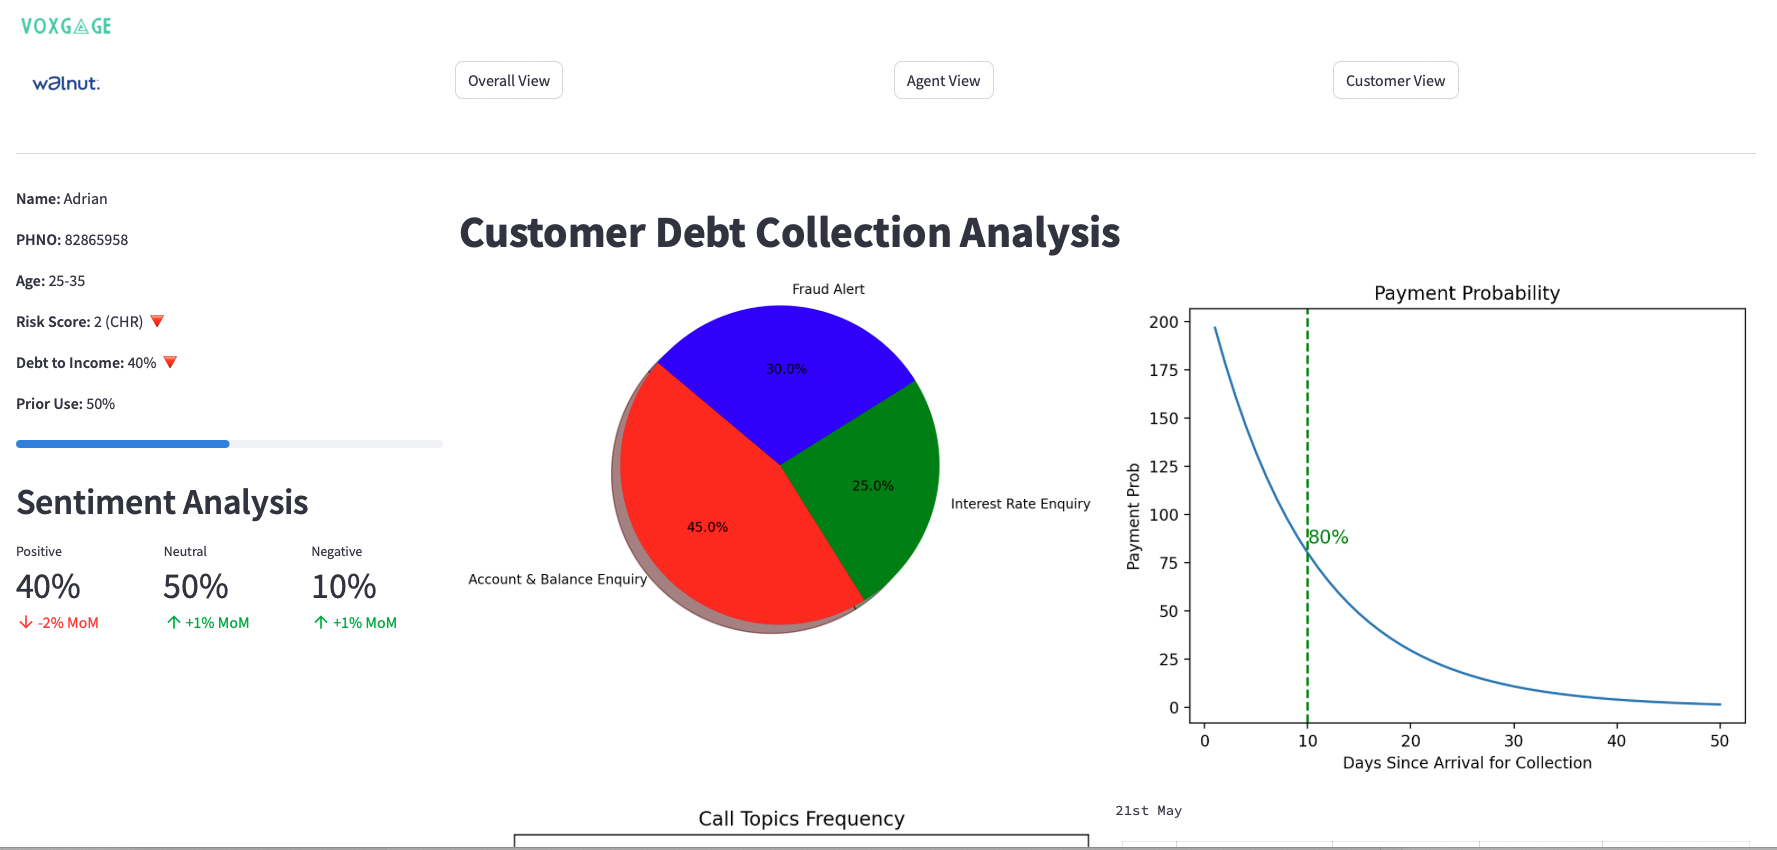 VOXGAGE
walnut.
Overall View
Agent View
Customer View
Name: Adrian
PHNO: 82865958
Age: 25-35
Risk Score: 2 (CHR)
Debt to Income: 40%
Prior Use: 50%
Sentiment Analysis
Positive
Neutral
Negative
40%
50%
10%
-2% MoM
+1% MoM
+1% MoM
Customer Debt Collection Analysis
Fraud Alert
30.0%
25.0%
Interest Rate Enquiry
45.0%
Account & Balance Enquiry
Payment Probability
200
175
150
125
100
75
50
25
0
Payment Prob
80%
0
10
20
30
40
50
Days Since Arrival for Collection
Call Topics Frequency
21st May